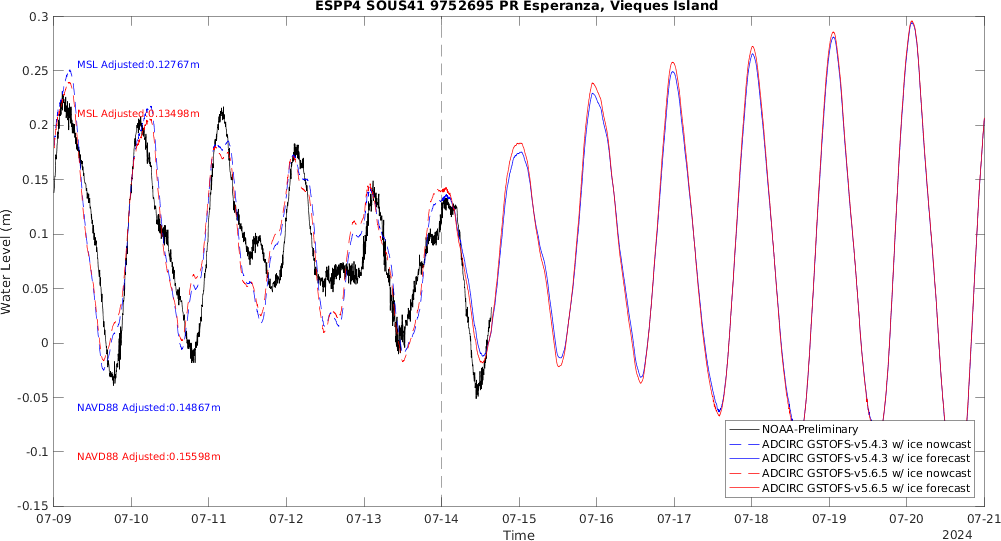 ESPP4 SOUS41 9752695 PR Esperanza, Vieques Island
0.3
0.25
0.2
0.15
0.1
0.05
0
-0.05
-0.1
-0.15
Water Level (m)
MSL Adjusted:0.12767m
MSL Adjusted:0.13498m
NAVD88 Adjusted:0.14867m
NAVD88 Adjusted:0.15598m
NOAA-Preliminary
ADCIRC GSTOFS-v5.4.3 w/ ice nowcast
ADCIRC GSTOFS-v5.4.3 w/ ice forecast
ADCIRC GSTOFS-v5.6.5 w/ ice nowcast
ADCIRC GSTOFS-v5.6.5 w/ ice forecast
07-09 07-10 07-11 07-12 07-13 07-14 07-15 07-16 07-17 07-18 07-19 07-20 07-21
Time
2024